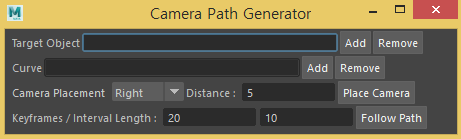 Camera Path Generator
Target Object Add Remove
Curve Add Remove
Camera Placement Right Distance : 5 Place Camera
Keyframes / Interval Length : 20 10 Follow Path